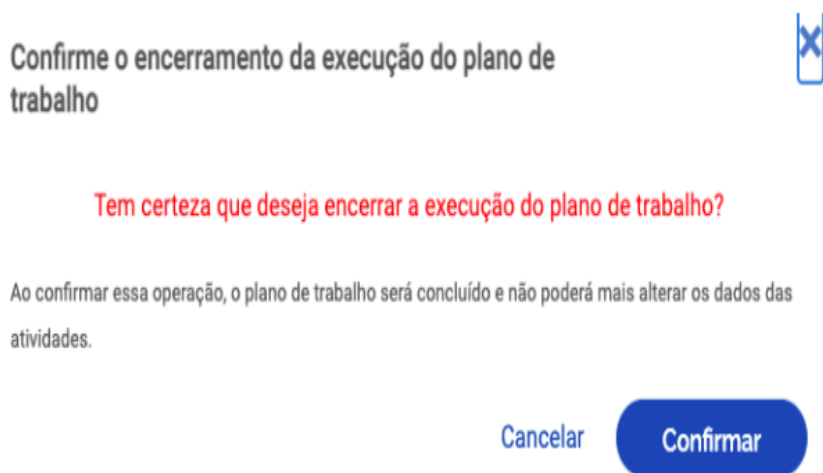 Confirme o encerramento da execução do plano de
trabalho
Tem certeza que deseja encerrar a execução do plano de trabalho?
Ao confirmar essa operação, o plano de trabalho será concluído e não poderá mais alterar os dados das
atividades.
Cancelar
Confirmar